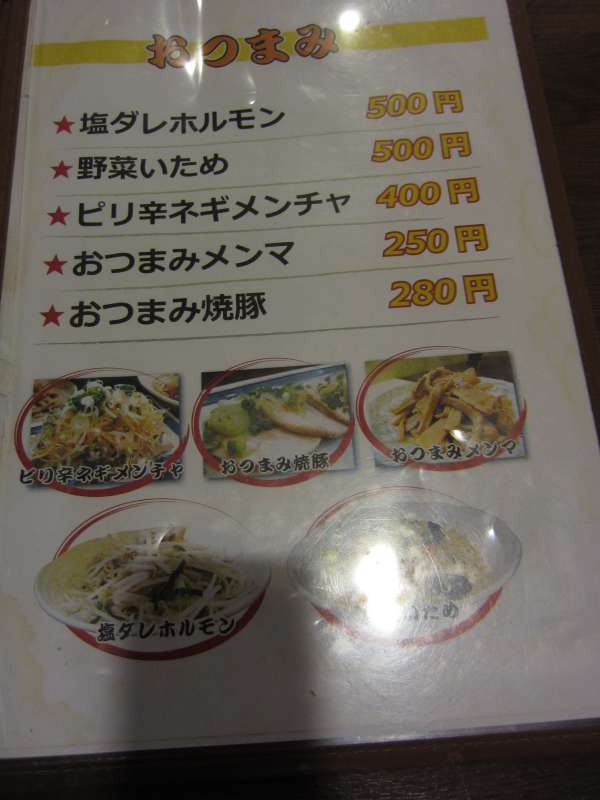 おつまみ
★塩ダレホルモン 500円
★野菜いため 500円
★ピリ辛ネギメンチャ 400円
★おつまみメンマ 250円
★おつまみ焼豚 280円
ピリ辛ネギメンチャ
おつまみ焼豚
おつまみメンマ
塩ダレホルモン
ため